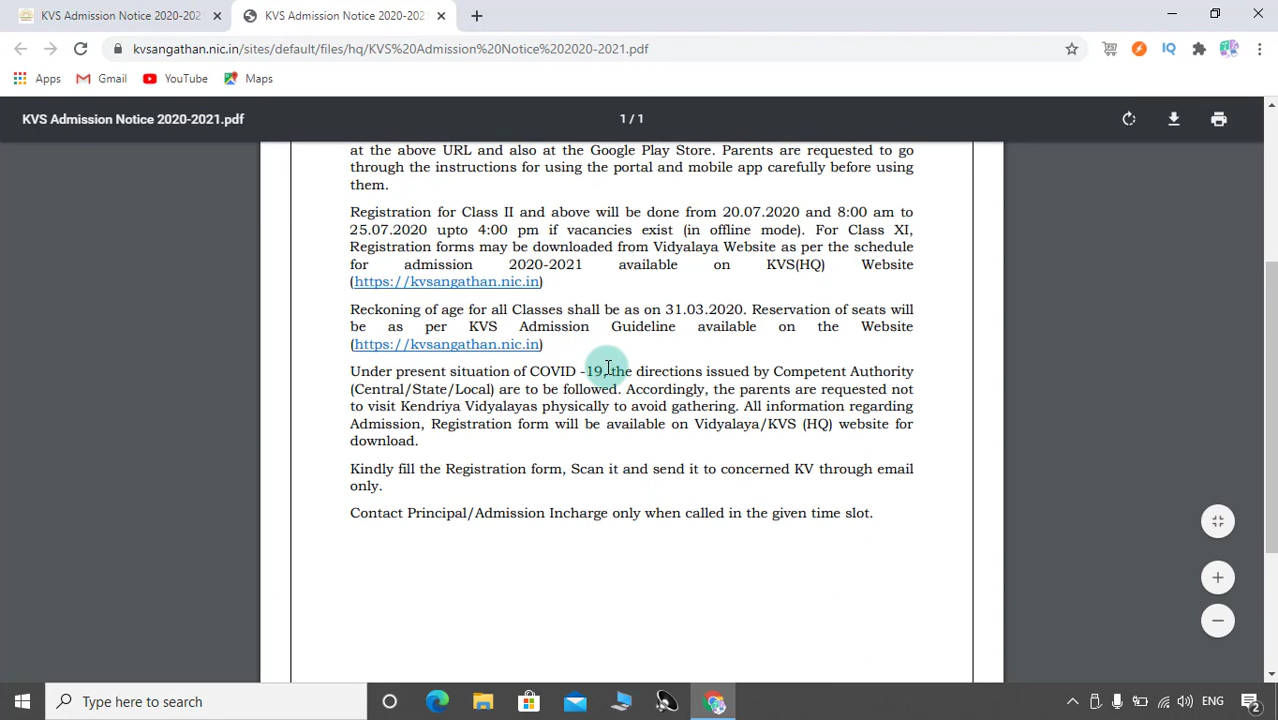 KVS Admission Notice 2020-202
KVS Admission Notice 2020-202
kvsangathan.nic.in/sites/default/files/hq/KVS%20Admission%20Notice%202020-2021.pdf
IQ
Apps
Gmail
YouTube
Maps
KVS Admission Notice 2020-2021.pdf
1 / 1
at the above URL and also at the Google Play Store. Parents are requested to go
through the instructions for using the portal and mobile app carefully before using
them.
Registration for Class II and above will be done from 20.07.2020 and 8:00 am to
25.07.2020 upto 4:00 pm if vacancies exist (in offline mode). For Class XI,
Registration forms may be downloaded from Vidyalaya Website as per the schedule
for admission 2020-2021 available on KVS(HQ) Website
(https://kvsangathan.nic.in)
Reckoning of age for all Classes shall be as on 31.03.2020. Reservation of seats will
be as per KVS Admission Guideline available on the Website
(https://kvsangathan.nic.in)
Under present situation of COVID -19, the directions issued by Competent Authority
(Central/State/Local) are to be followed. Accordingly, the parents are requested not
to visit Kendriya Vidyalayas physically to avoid gathering. All information regarding
Admission, Registration form will be available on Vidyalaya/KVS (HQ) website for
download.
Kindly fill the Registration form, Scan it and send it to concerned KV through email
only.
Contact Principal/Admission Incharge only when called in the given time slot.
Type here to search
ENG
2